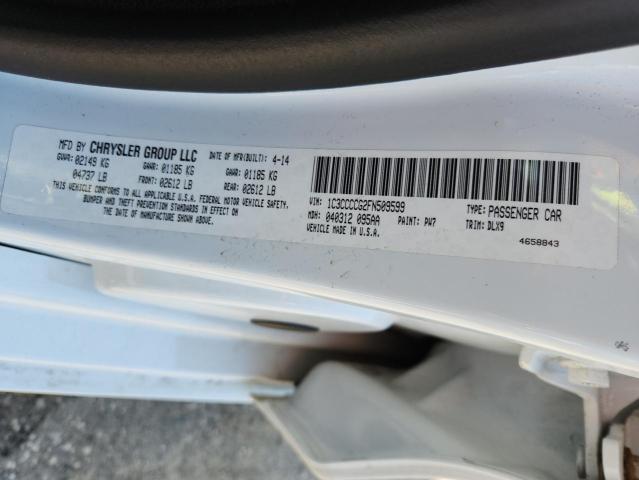 MFD BY CHRYSLER GROUP LLC DATE OF MFR(BUILT): 4-14
GVWR: 02149 KG GAWR: 01185 KG GAWR: 01185 KG
04737 LB FRONT: 02612 LB REAR: 02612 LB
THIS CONFORMS TO ALL APPLICABLE U.S.A. FEDERAL MOTOR VEHICLE SAFETY,
BUMPER AND THEFT PREVENTION STANDARDS IN EFFECT ON
THE DATE OF MANUFACTURE SHOWN ABOVE.
1C3CCCCG2FN509599 TYPE: PASSENGER CAR
MDH: 040312 095AA PAINT: PW7 TRIM: DLX9
VEHICLE MADE IN U.S.A.
4658843